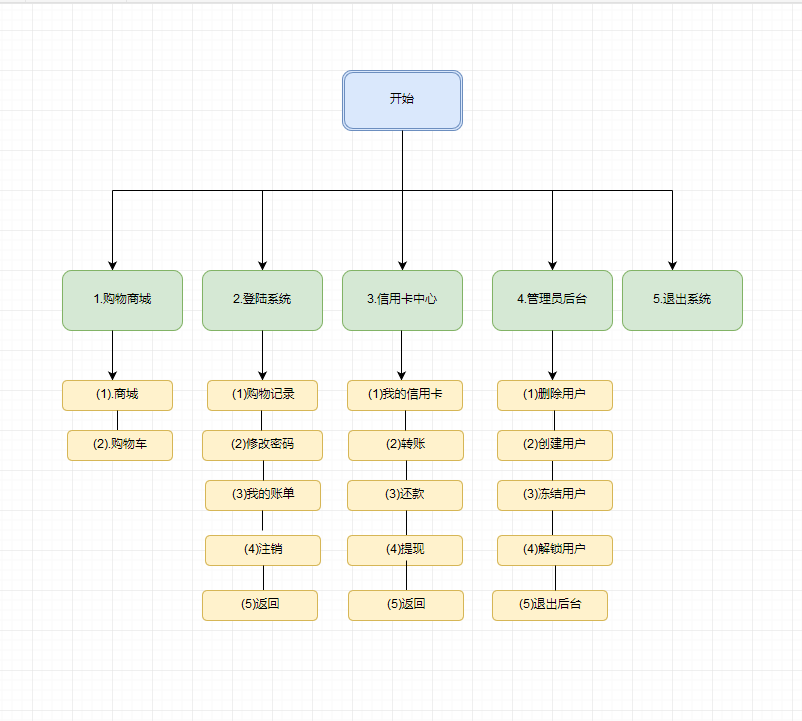 开始
1.购物商城
2.登陆系统
3.信用卡中心
4.管理员后台
5.退出系统
(1).商城
(1)购物记录
(1)我的信用卡
(1)删除用户
(2).购物车
(2)修改密码
(2)转账
(2)创建用户
(3)我的账单
(3)还款
(3)冻结用户
(4)注销
(4)提现
(4)解锁用户
(5)返回
(5)返回
(5)退出后台